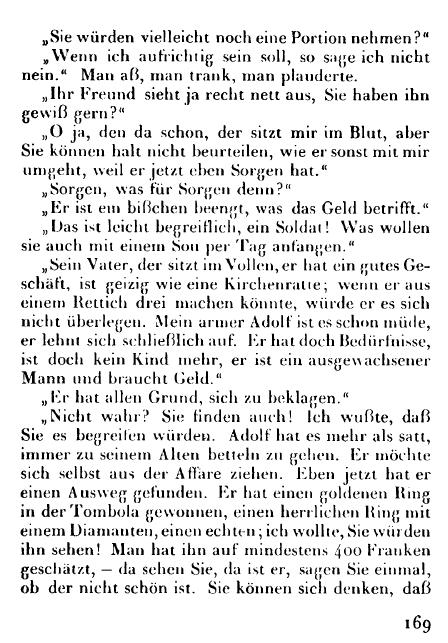 „Sie würden vielleicht noch eine Portion nehmen?“
„Wenn ich aufrichtig sein soll, so sage ich nicht
nein.“ Man aß, man trank, man plauderte.
„Ihr Freund sieht ja recht nett aus, Sie haben ihn
gewiß gern?“
„O ja, den da schon, der sitzt mir im Blut, aber
Sie können halt nicht beurteilen, wie er sonst mit mir
umgeht, weil er jetzt eben Sorgen hat.“
„Sorgen, was für Sorgen denn?“
„Er ist ein bißchen beengt, was das Geld betrifft.“
„Das ist leicht begreiflich, ein Soldat! Was wollen
sie auch mit einem Sou per Tag anfangen.“
„Sein Vater, der sitzt im Vollen, er hat ein gutes Ge-
schäft, ist geizig wie eine Kirchenratte; wenn er aus
einem Rettich drei machen könnte, würde er es sich
nicht überlegen. Mein armer Adolf ist es schon müde,
er lehnt sich schließlich auf. Er hat doch Bedürfnisse,
ist doch kein Kind mehr, er ist ein ausgewachsener
Mann und braucht Geld.“
„Er hat allen Grund, sich zu beklagen.“
„Nicht wahr? Sie finden auch! Ich wußte, daß
Sie es begreifen würden. Adolf hat es mehr als satt,
immer zu seinem Alten betteln zu gehen. Er möchte
sich selbst aus der Affäre ziehen. Eben jetzt hat er
einen Ausweg gefunden. Er hat einen goldenen Ring
in der Tombola gewonnen, einen herrlichen Ring mit
einem Diamanten, einen echten; ich wollte, Sie würden
ihn sehen! Man hat ihn auf mindestens 400 Franken
geschätzt, – da sehen Sie, da ist er, sagen Sie einmal,
ob der nicht schön ist. Sie können sich denken, daß
169